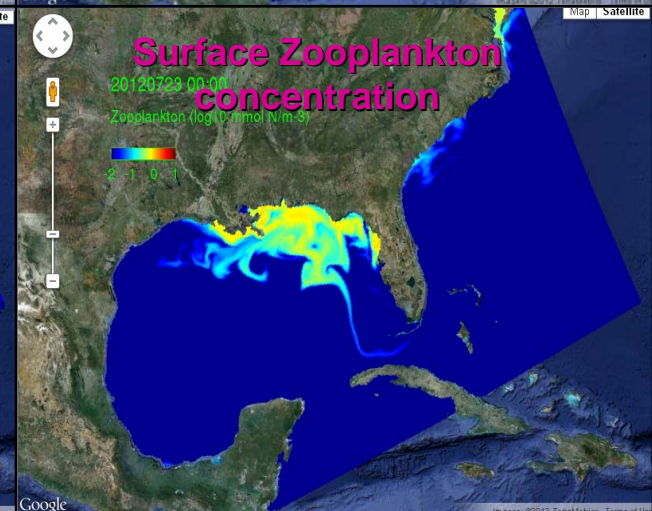 Map Satellite
Surface Zooplankton
concentration
20120723 00:00
Zooplankton (log10 mmol N/m-3)
-2 -1 0 1
Google